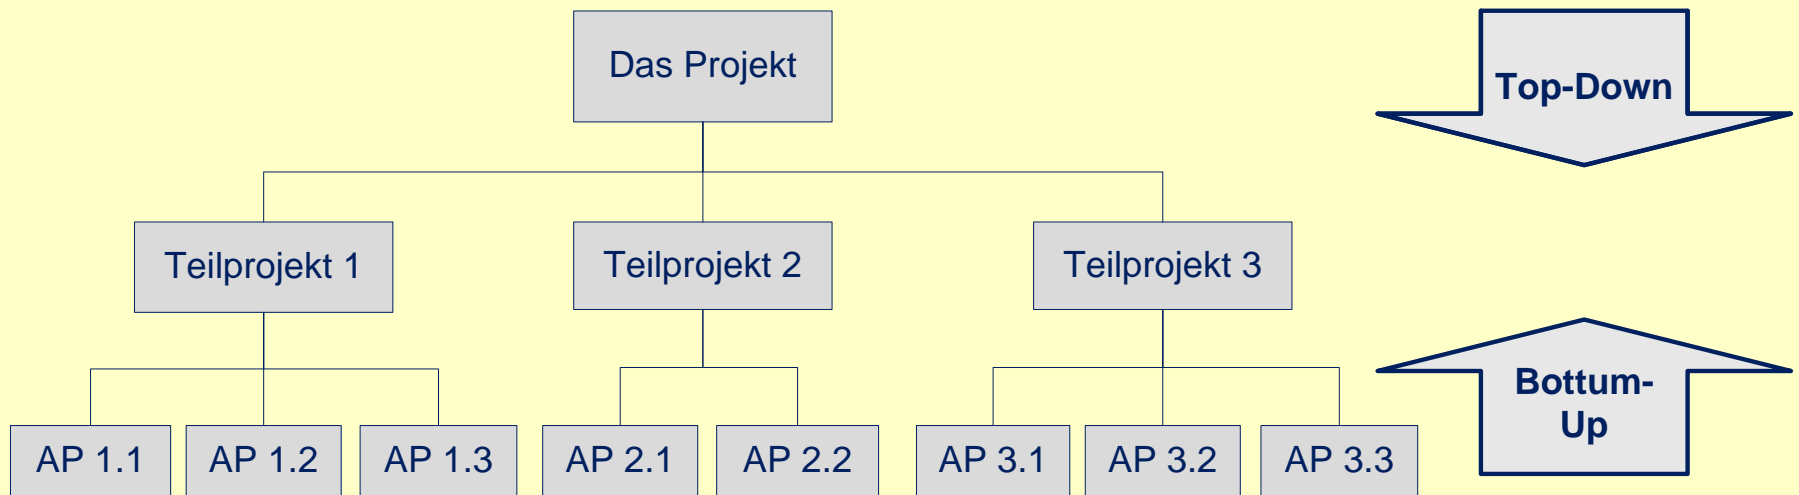 Das Projekt
Top-Down
Teilprojekt 1
Teilprojekt 2
Teilprojekt 3
Bottum-
Up
AP 1.1
AP 1.2
AP 1.3
AP 2.1
AP 2.2
AP 3.1
AP 3.2
AP 3.3